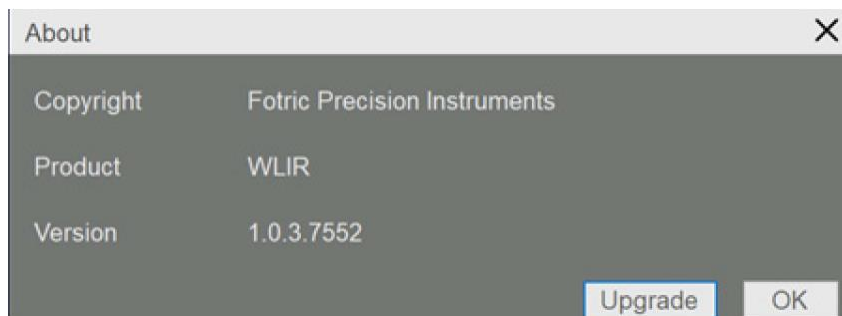 About
Copyright Fotric Precision Instruments
Product WLIR
Version 1.0.3.7552
Upgrade OK